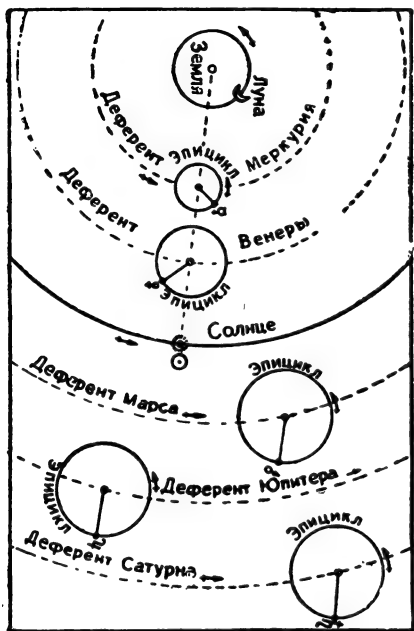 Земля
Луна
Деферент Меркурия
Эпицикл
Деферент Венеры
Эпицикл
Солнце
Деферент Марса
Эпицикл
Деферент Юпитера
Эпицикл
Деферент Сатурна
Эпицикл